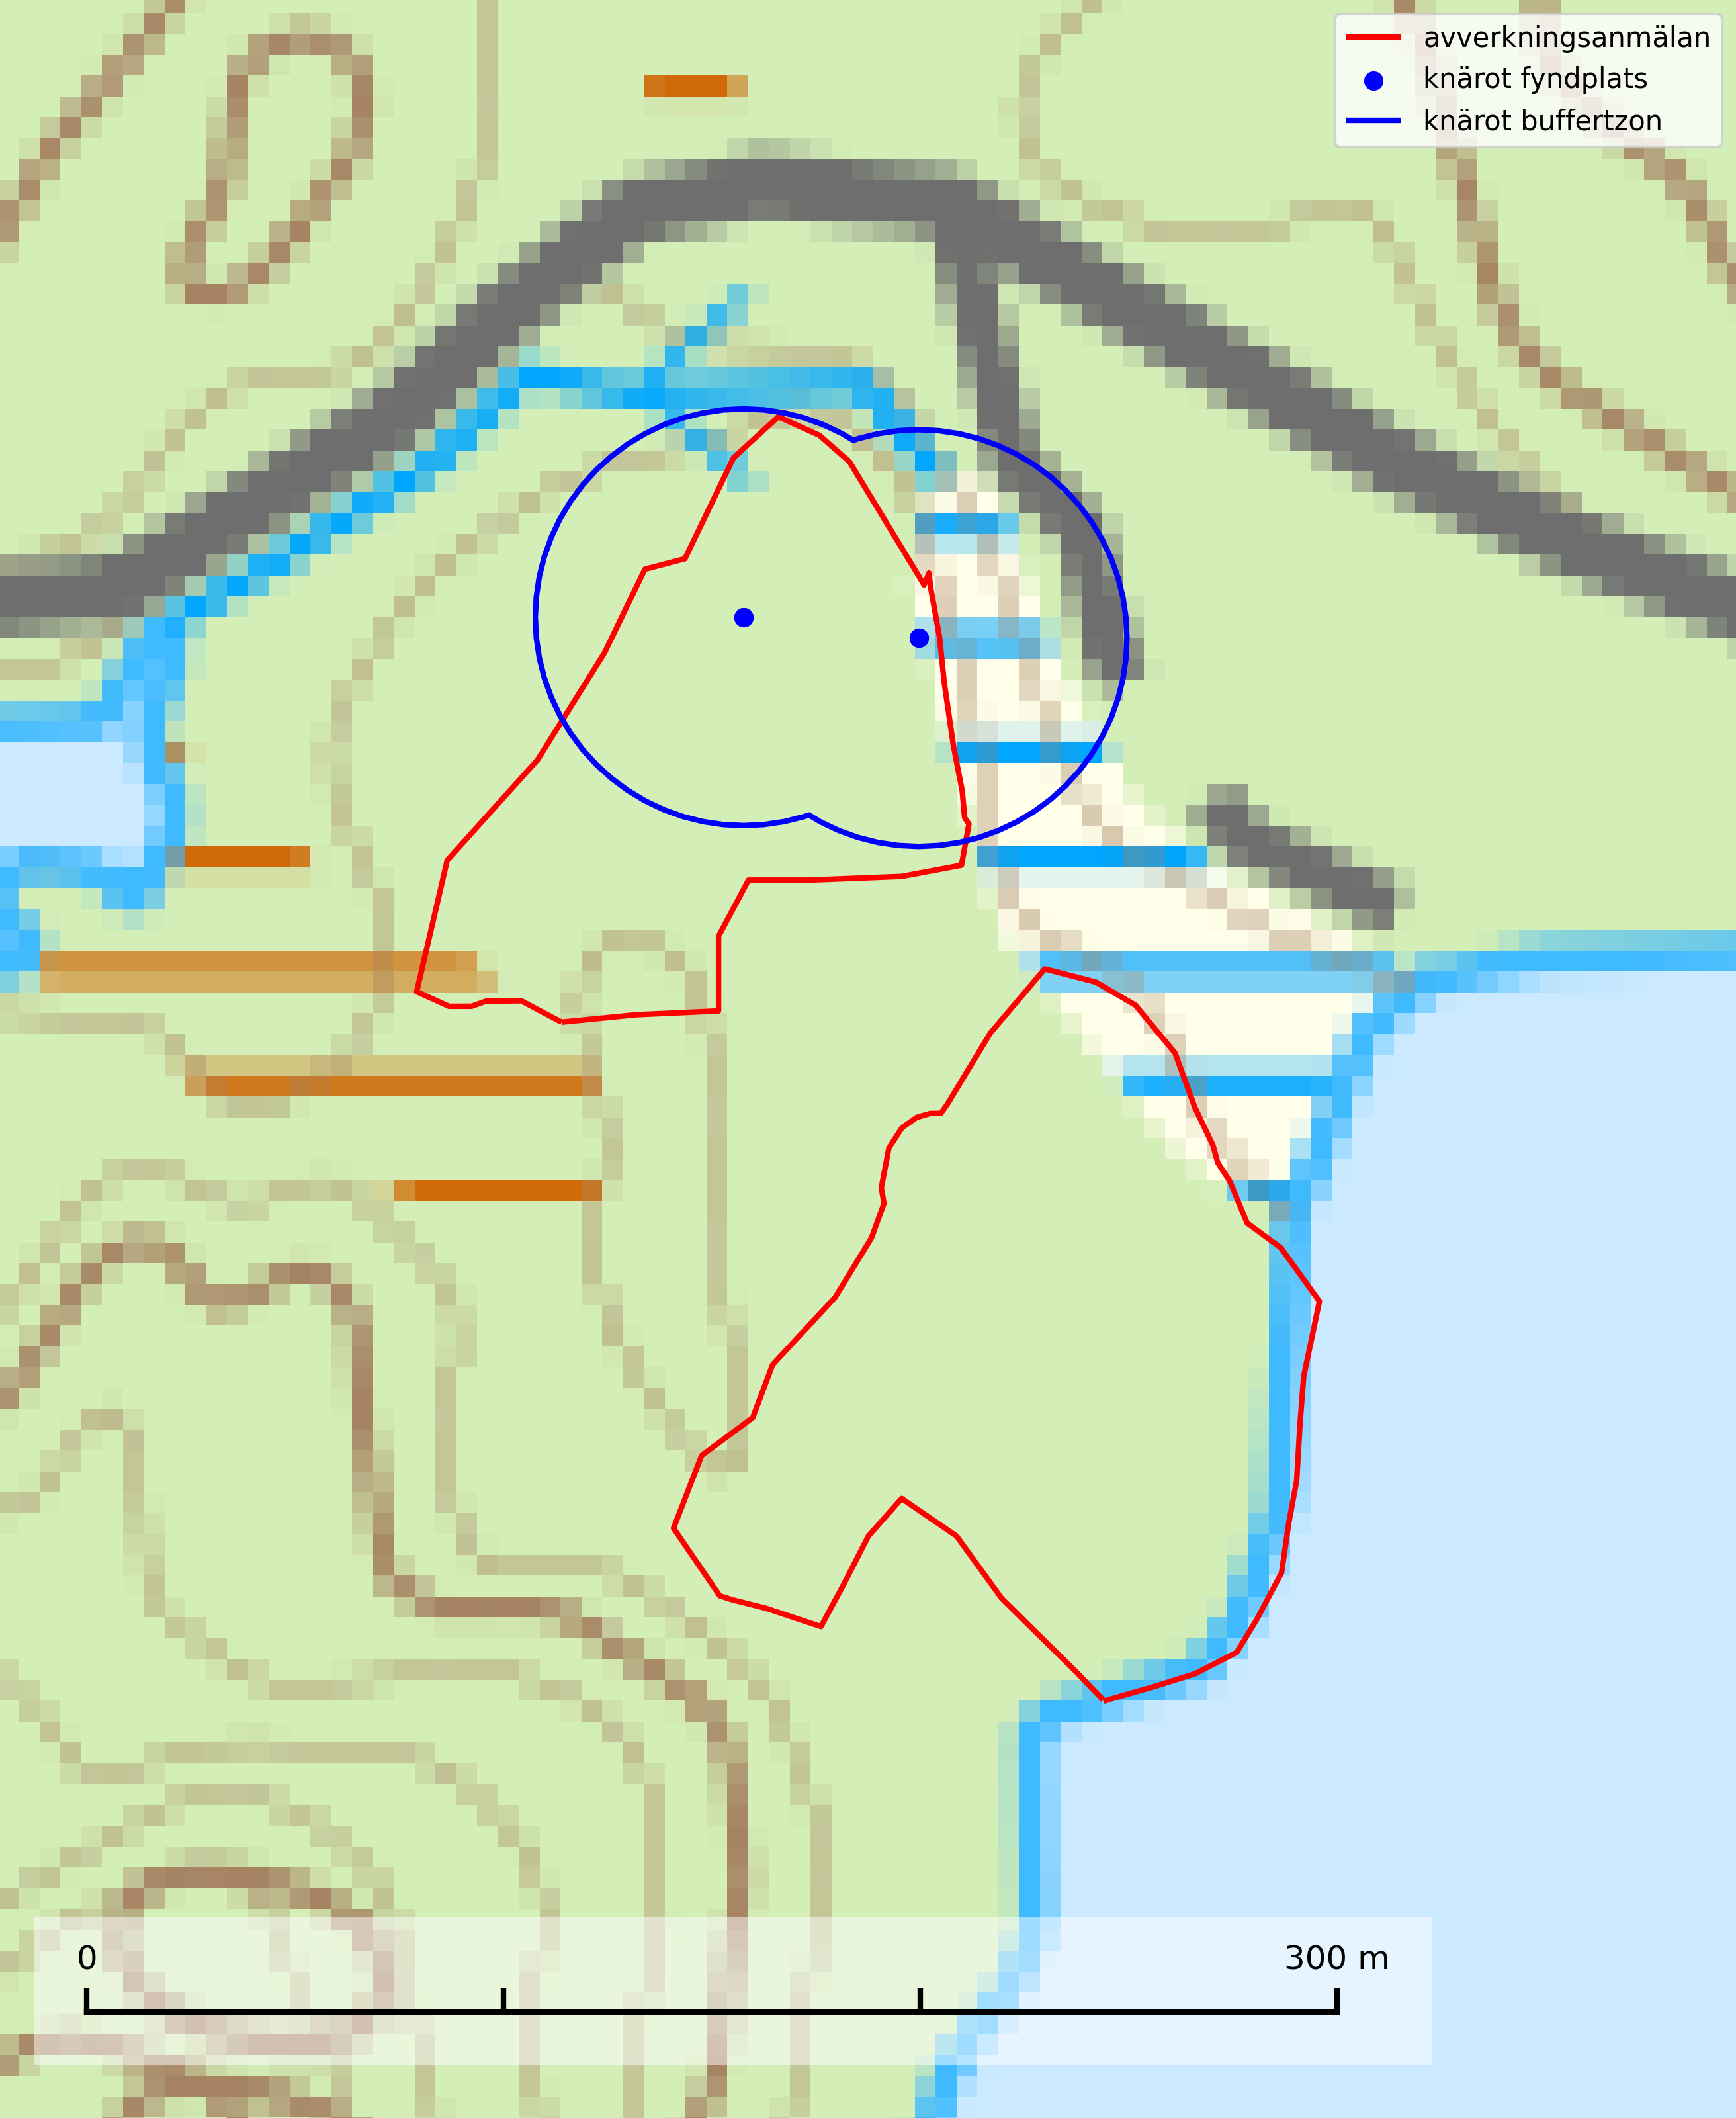 avverkningsanmälan
knärot fyndplats
knärot buffertzon
0
300 m